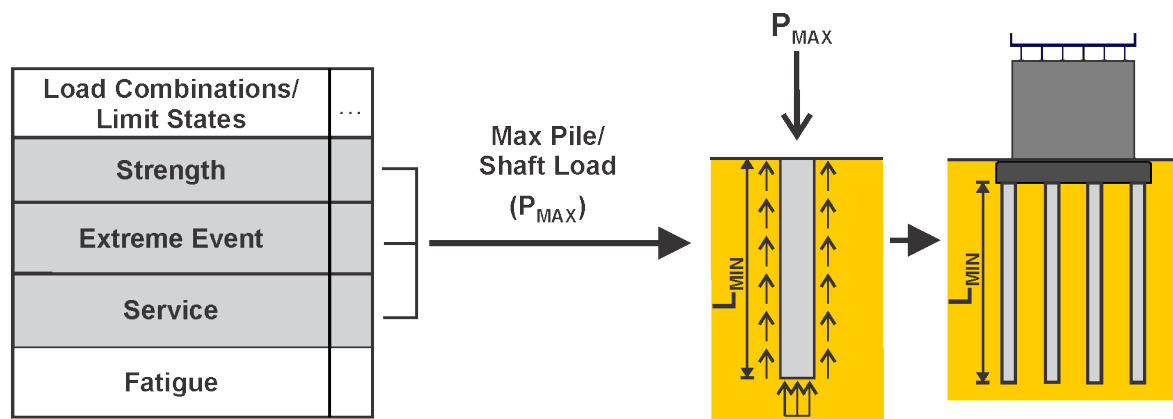 Load Combinations/
Limit States
...
Strength
Extreme Event
Service
Fatigue
Max Pile/
Shaft Load
(PMAX)
PMAX
LMIN
LMIN